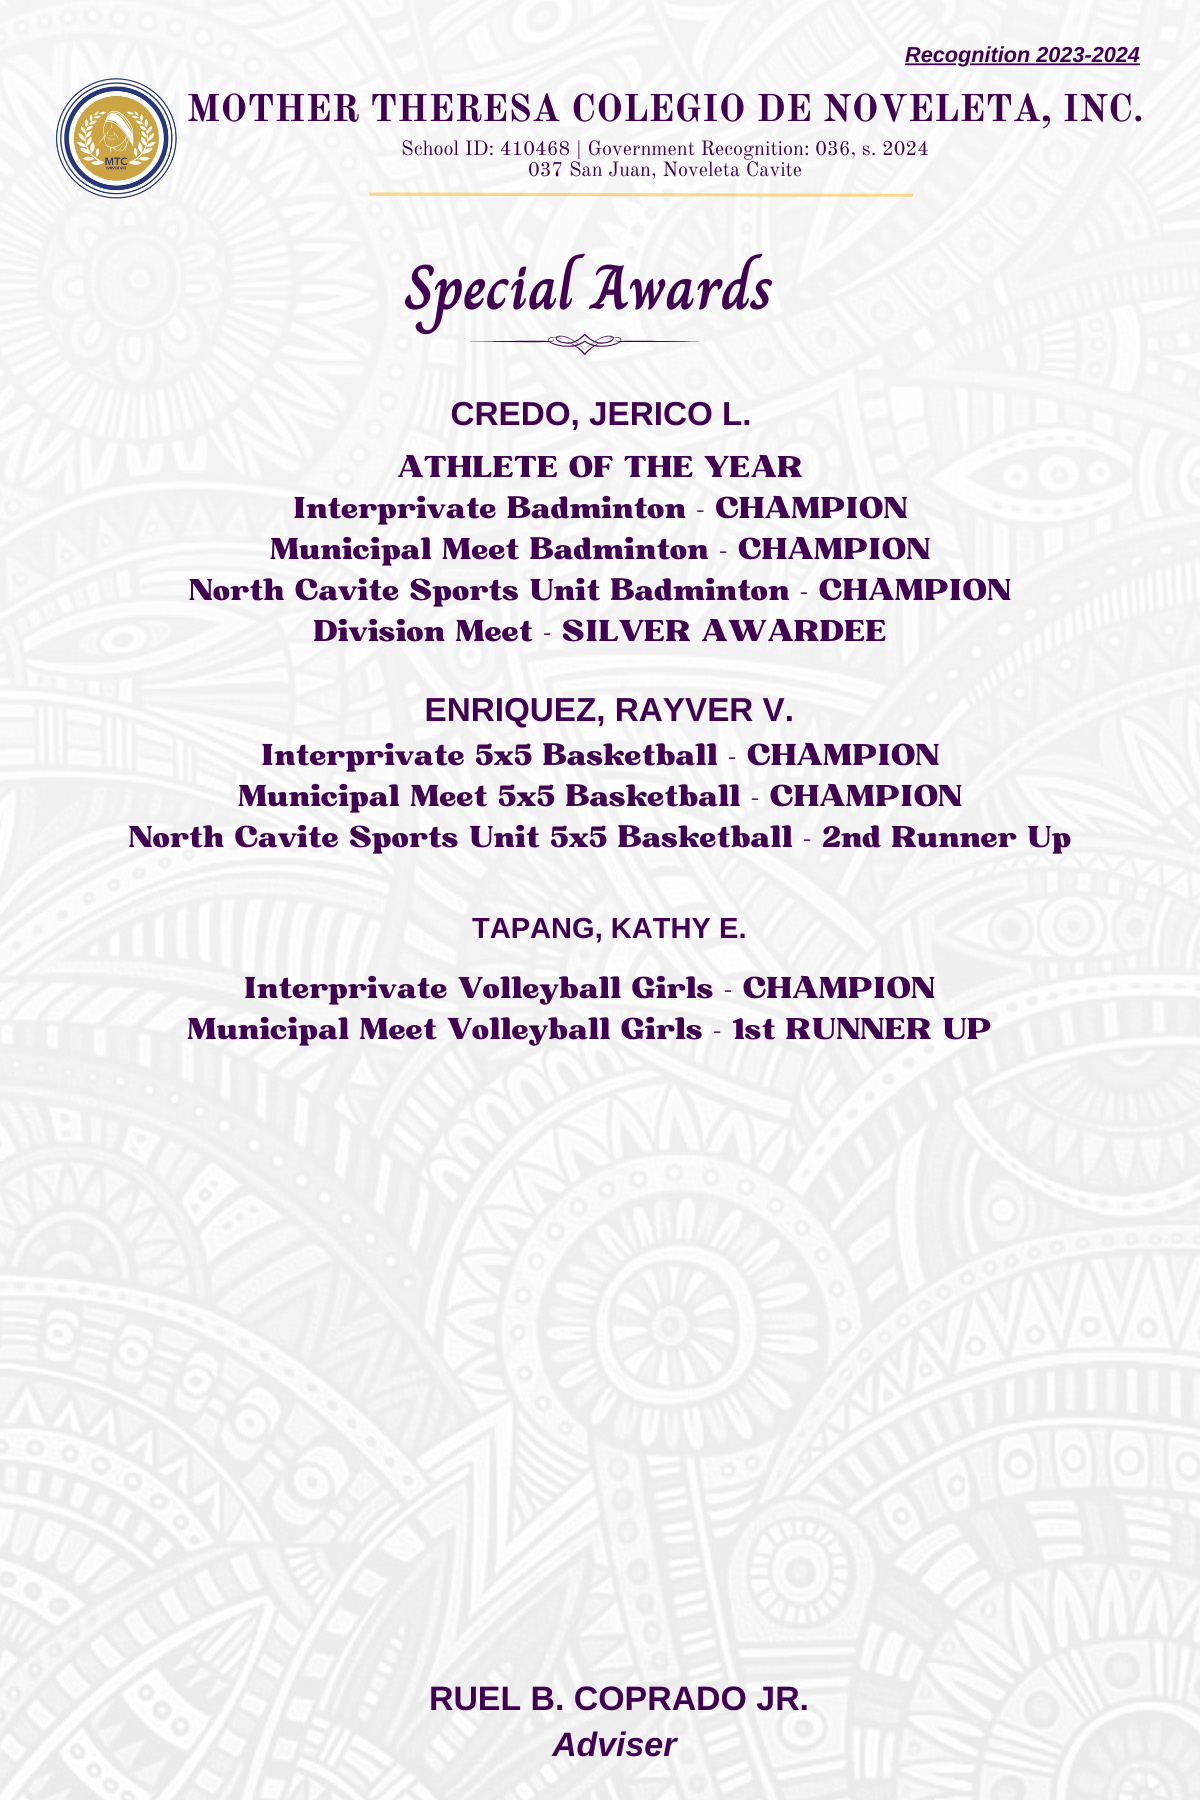 Recognition 2023-2024
MOTHER THERESA COLEGIO DE NOVELETA, INC.
School ID: 410468 | Government Recognition: 036, s. 2024
037 San Juan, Noveleta Cavite
MTC
Special Awards
CREDO, JERICO L.
ATHLETE OF THE YEAR
Interprivate Badminton - CHAMPION
Municipal Meet Badminton - CHAMPION
North Cavite Sports Unit Badminton - CHAMPION
Division Meet - SILVER AWARDEE
ENRIQUEZ, RAYVER V.
Interprivate 5x5 Basketball - CHAMPION
Municipal Meet 5x5 Basketball - CHAMPION
North Cavite Sports Unit 5x5 Basketball - 2nd Runner Up
TAPANG, KATHY E.
Interprivate Volleyball Girls - CHAMPION
Municipal Meet Volleyball Girls - 1st RUNNER UP
RUEL B. COPRADO JR.
Adviser